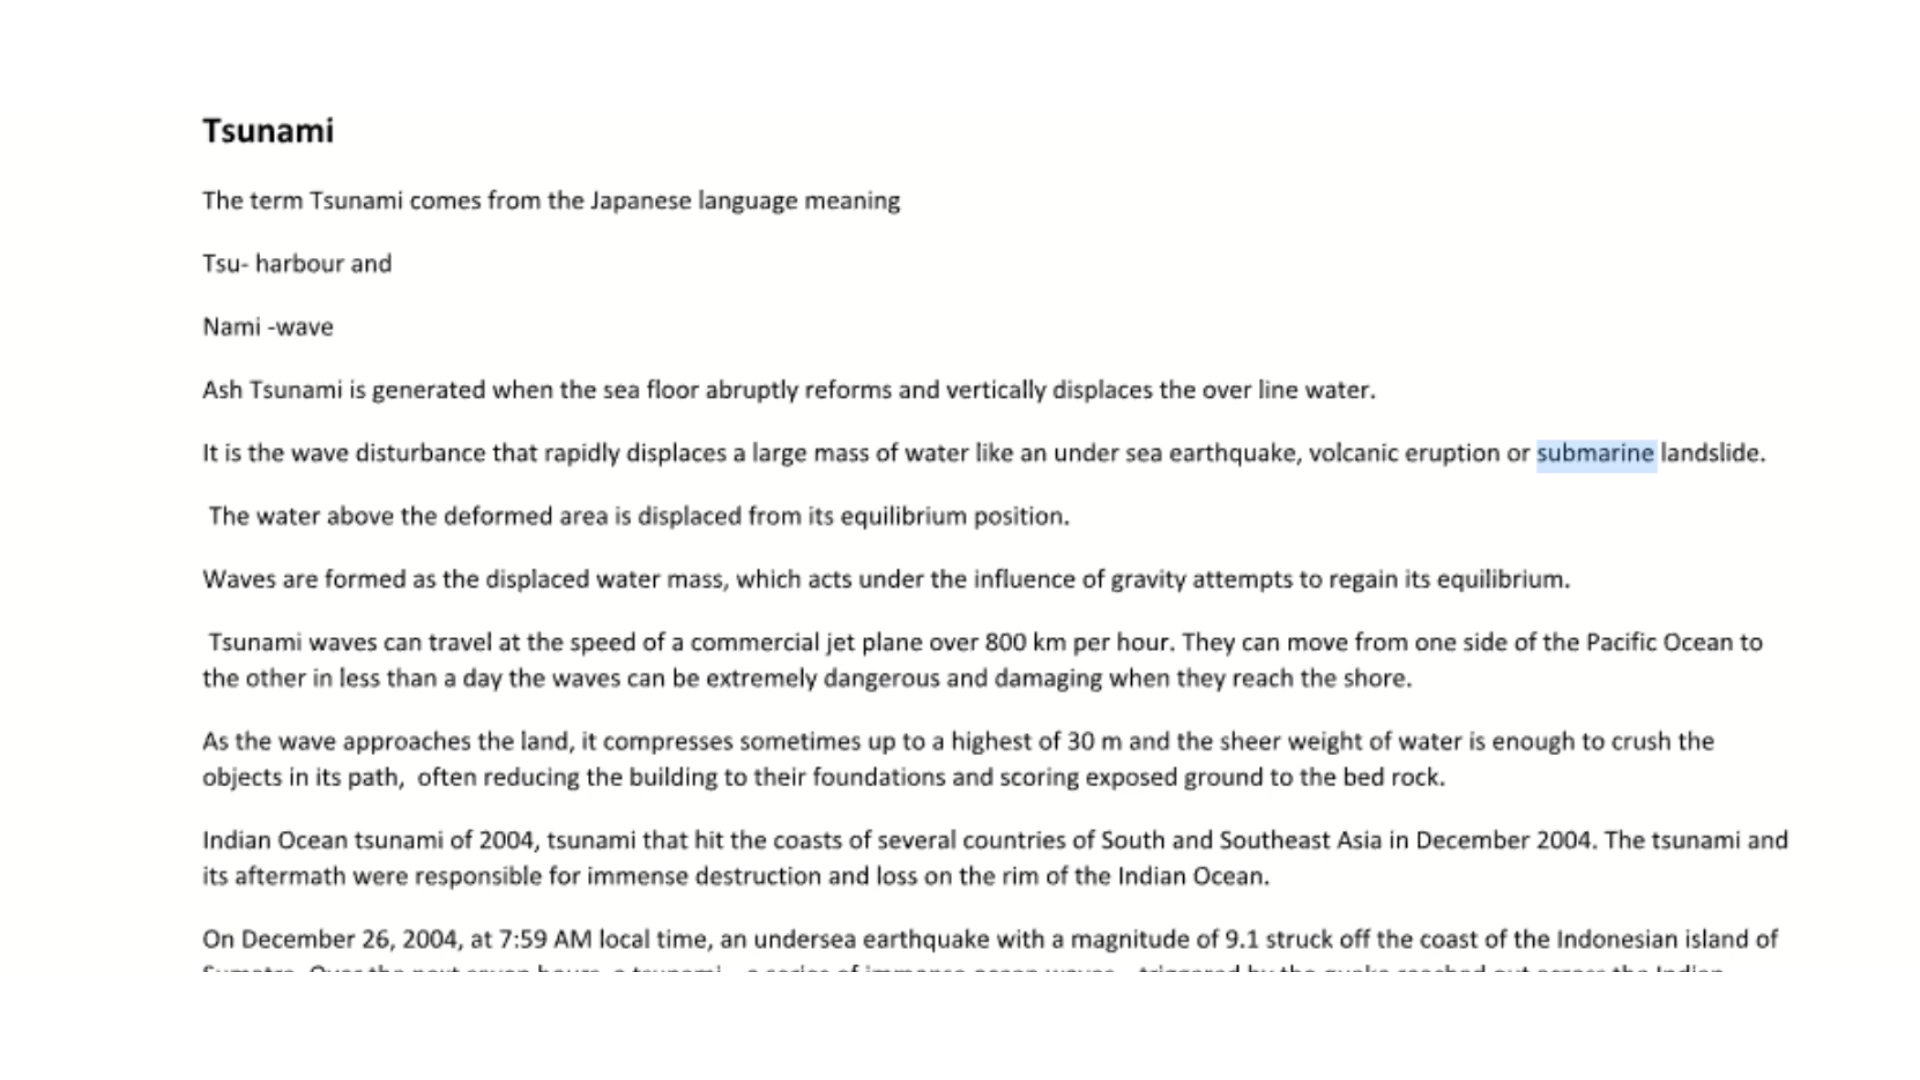 Tsunami
The term Tsunami comes from the Japanese language meaning
Tsu- harbour and
Nami -wave
Ash Tsunami is generated when the sea floor abruptly reforms and vertically displaces the over line water.
It is the wave disturbance that rapidly displaces a large mass of water like an under sea earthquake, volcanic eruption or submarine landslide.
The water above the deformed area is displaced from its equilibrium position.
Waves are formed as the displaced water mass, which acts under the influence of gravity attempts to regain its equilibrium.
Tsunami waves can travel at the speed of a commercial jet plane over 800 km per hour. They can move from one side of the Pacific Ocean to
the other in less than a day the waves can be extremely dangerous and damaging when they reach the shore.
As the wave approaches the land, it compresses sometimes up to a highest of 30 m and the sheer weight of water is enough to crush the
objects in its path,  often reducing the building to their foundations and scoring exposed ground to the bed rock.
Indian Ocean tsunami of 2004, tsunami that hit the coasts of several countries of South and Southeast Asia in December 2004. The tsunami and
its aftermath were responsible for immense destruction and loss on the rim of the Indian Ocean.
On December 26, 2004, at 7:59 AM local time, an undersea earthquake with a magnitude of 9.1 struck off the coast of the Indonesian island of